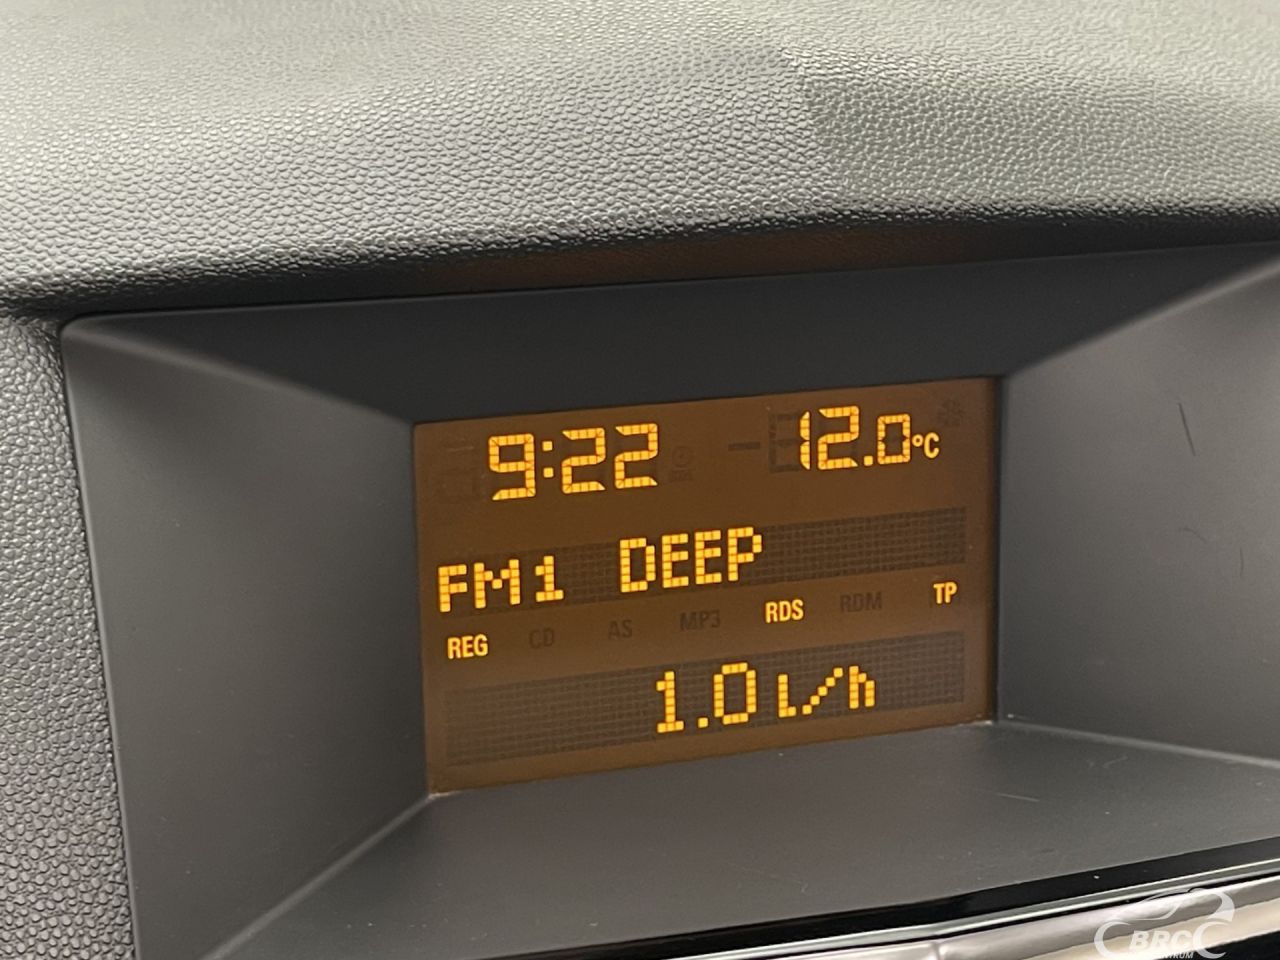 9:22 12.0°C
FM1 DEEP
REG CD AS MP3 RDS RDM TP
1.0 l/h
BRC